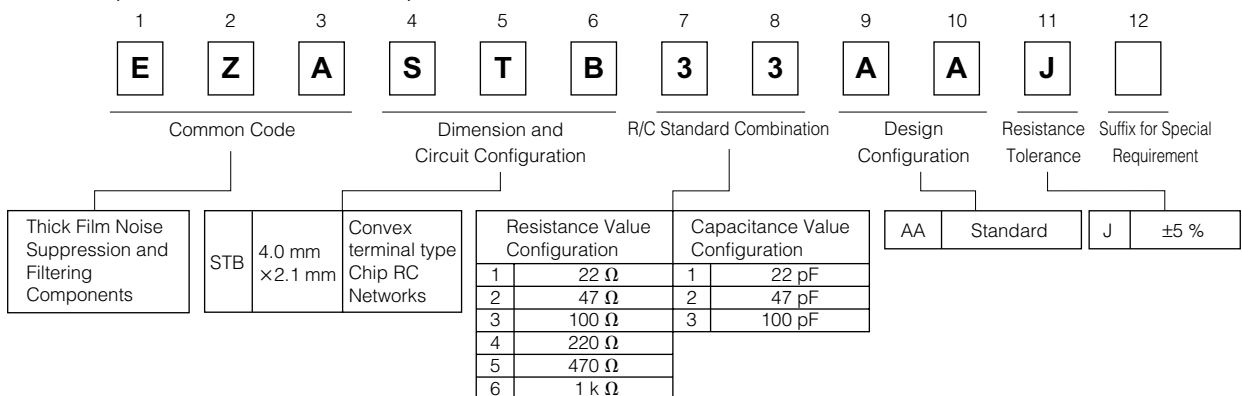 1 2 3 4 5 6 7 8 9 10 11 12
E Z A S T B 3 3 A A J
Common Code
Dimension and
Circuit Configuration
R/C Standard Combination
Design
Configuration
Resistance
Tolerance
Suffix for Special
Requirement
Thick Film Noise
Suppression and
Filtering
Components
STB
4.0 mm
×2.1 mm
Convex
terminal type
Chip RC
Networks
Resistance Value
Configuration
1 22 Ω
2 47 Ω
3 100 Ω
4 220 Ω
5 470 Ω
6 1 k Ω
Capacitance Value
Configuration
1 22 pF
2 47 pF
3 100 pF
AA Standard
J ±5 %